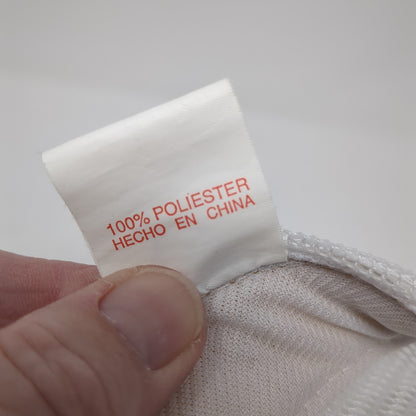 100% POLIESTER
HECHO EN CHINA